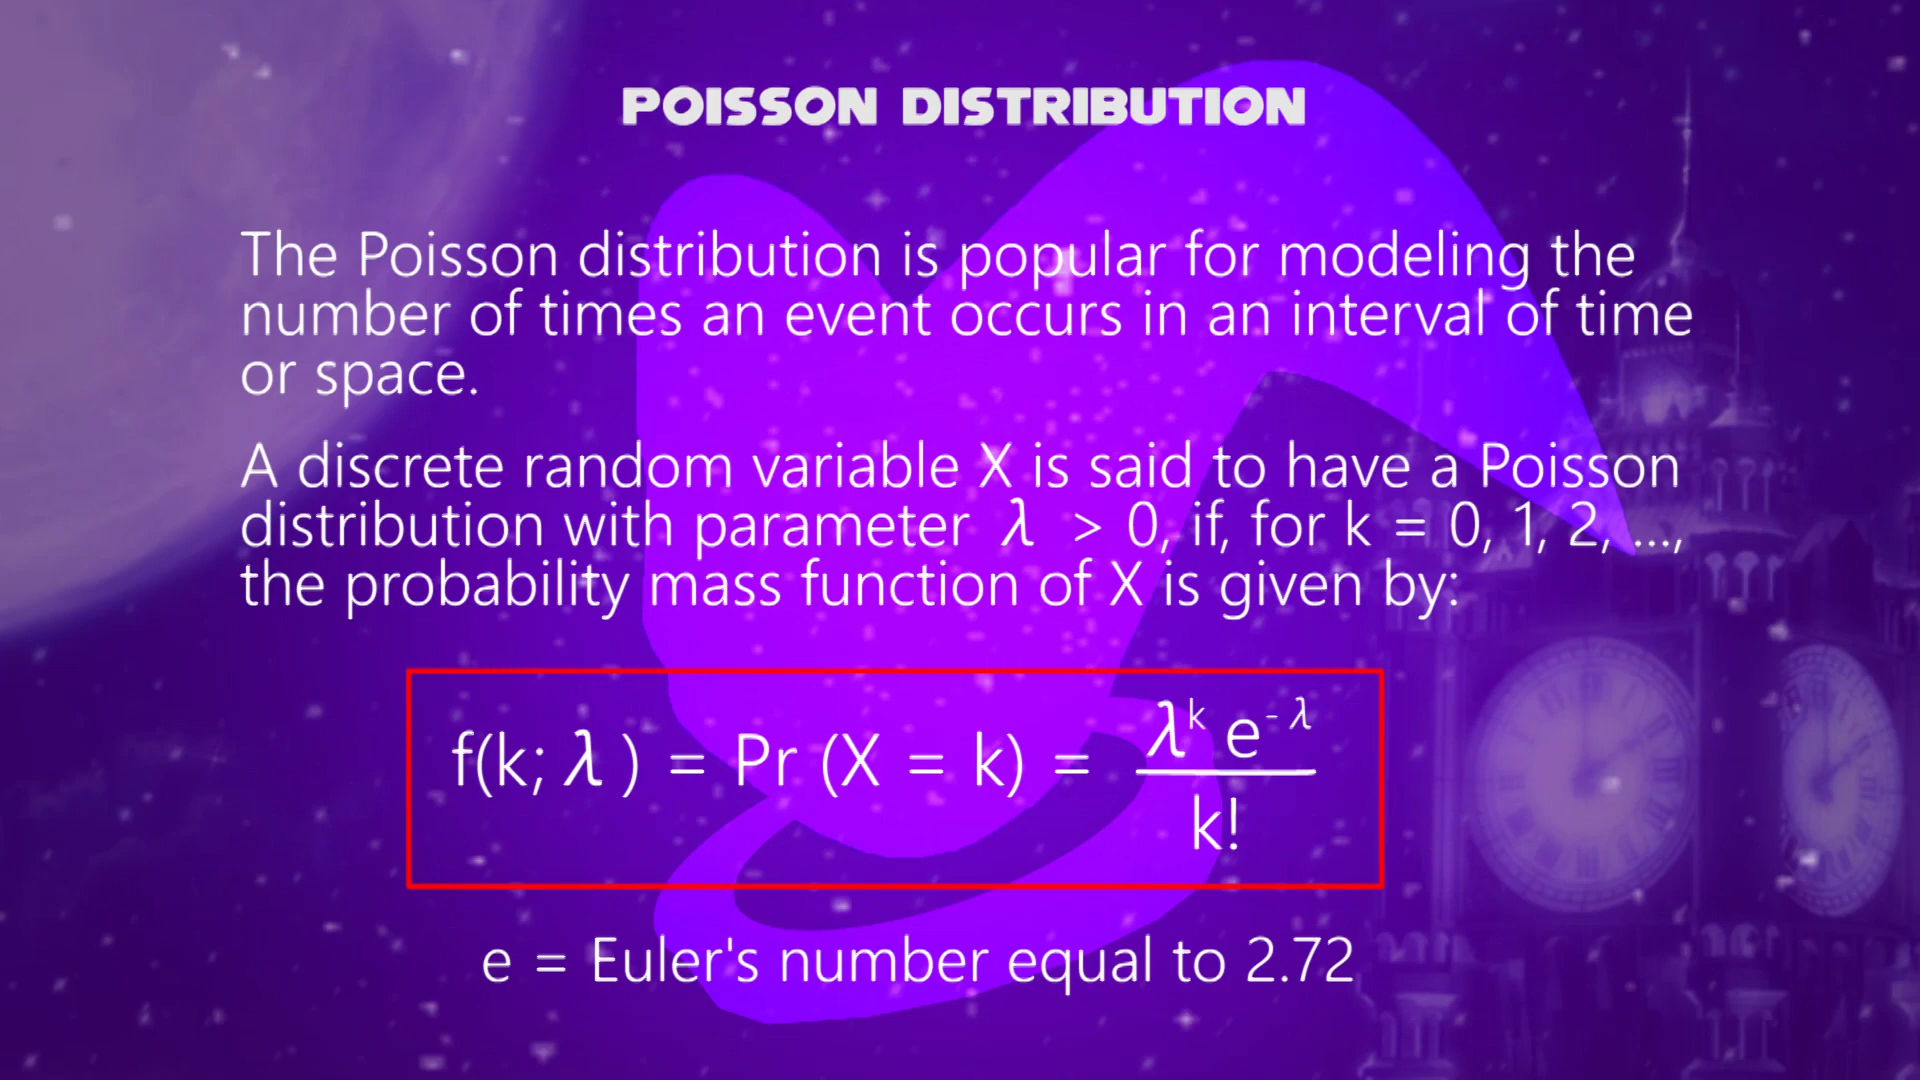 POISSON DISTRIBUTION
The Poisson distribution is popular for modeling the
number of times an event occurs in an interval of time
or space.
A discrete random variable X is said to have a Poisson
distribution with parameter λ > 0, if, for k = 0, 1, 2, ...,
the probability mass function of X is given by:
f(k; λ ) = Pr (X = k) = λ^k e^-λ / k!
e = Euler's number equal to 2.72